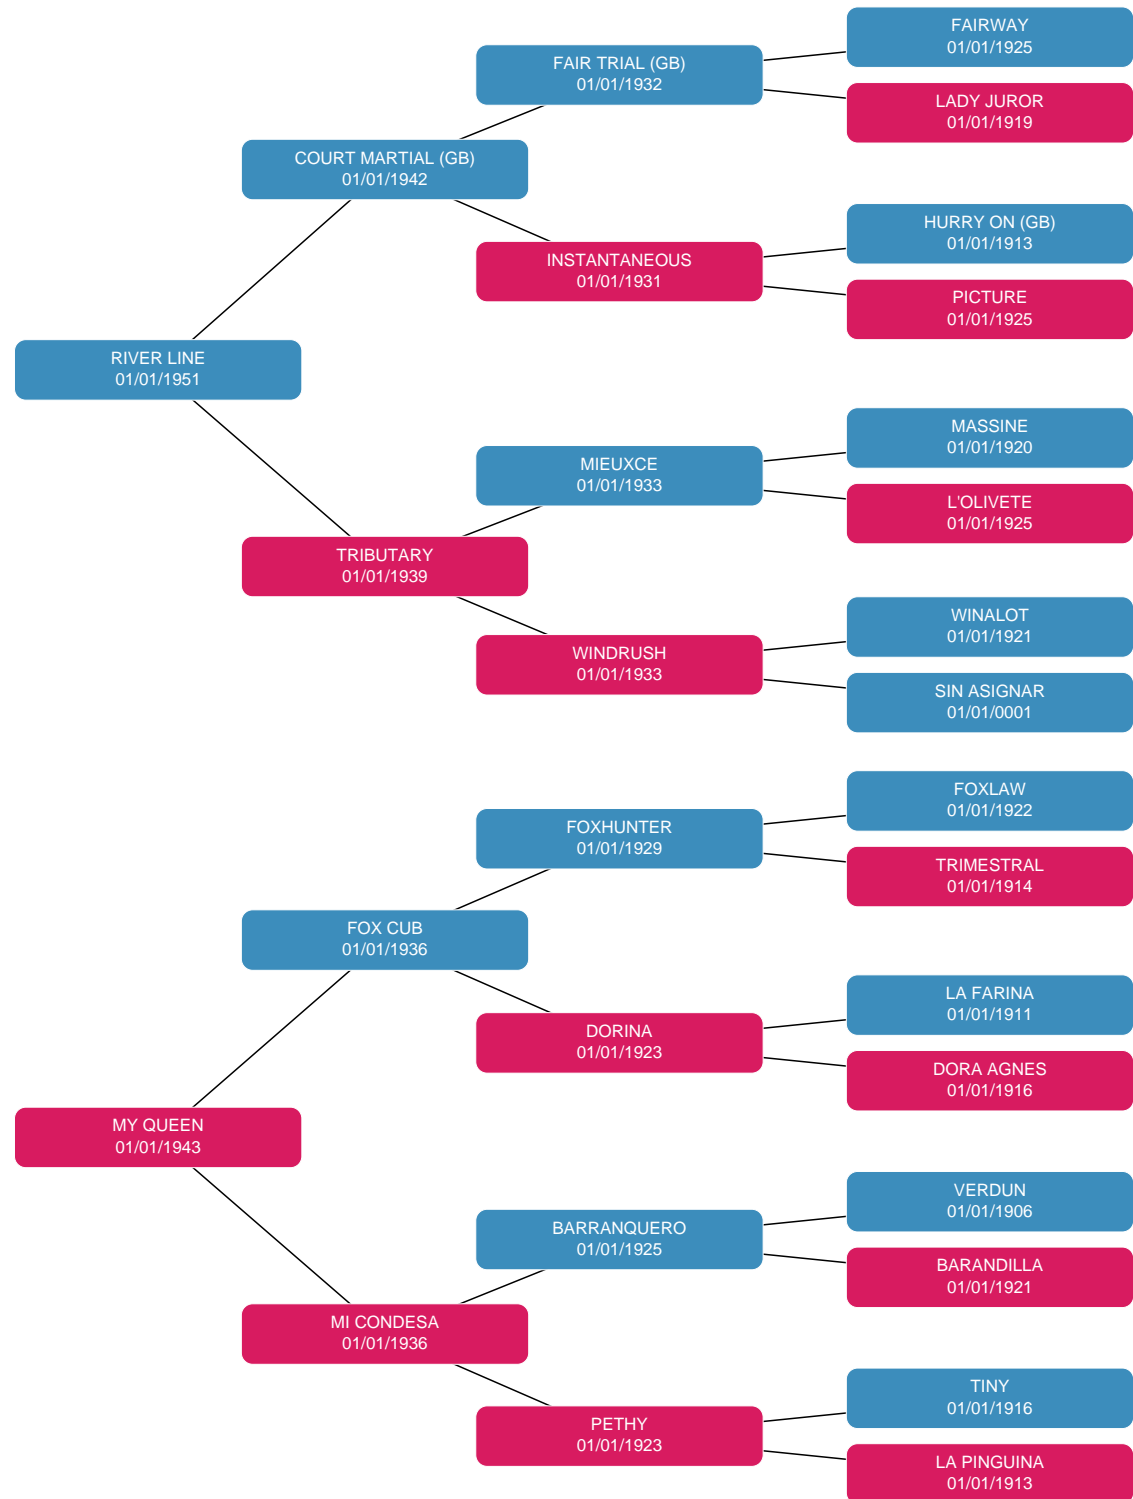 FAIRWAY
01/01/1925
FAIR TRIAL (GB)
01/01/1932
LADY JUROR
01/01/1919
COURT MARTIAL (GB)
01/01/1942
HURRY ON (GB)
01/01/1913
INSTANTANEOUS
01/01/1931
PICTURE
01/01/1925
RIVER LINE
01/01/1951
MASSINE
01/01/1920
MIEUXCE
01/01/1933
L'OLIVETE
01/01/1925
TRIBUTARY
01/01/1939
WINALOT
01/01/1921
WINDRUSH
01/01/1933
SIN ASIGNAR
01/01/0001
FOXLAW
01/01/1922
FOXHUNTER
01/01/1929
TRIMESTRAL
01/01/1914
FOX CUB
01/01/1936
LA FARINA
01/01/1911
DORINA
01/01/1923
DORA AGNES
01/01/1916
MY QUEEN
01/01/1943
VERDUN
01/01/1906
BARRANQUERO
01/01/1925
BARANDILLA
01/01/1921
MI CONDESA
01/01/1936
TINY
01/01/1916
PETHY
01/01/1923
LA PINGUINA
01/01/1913